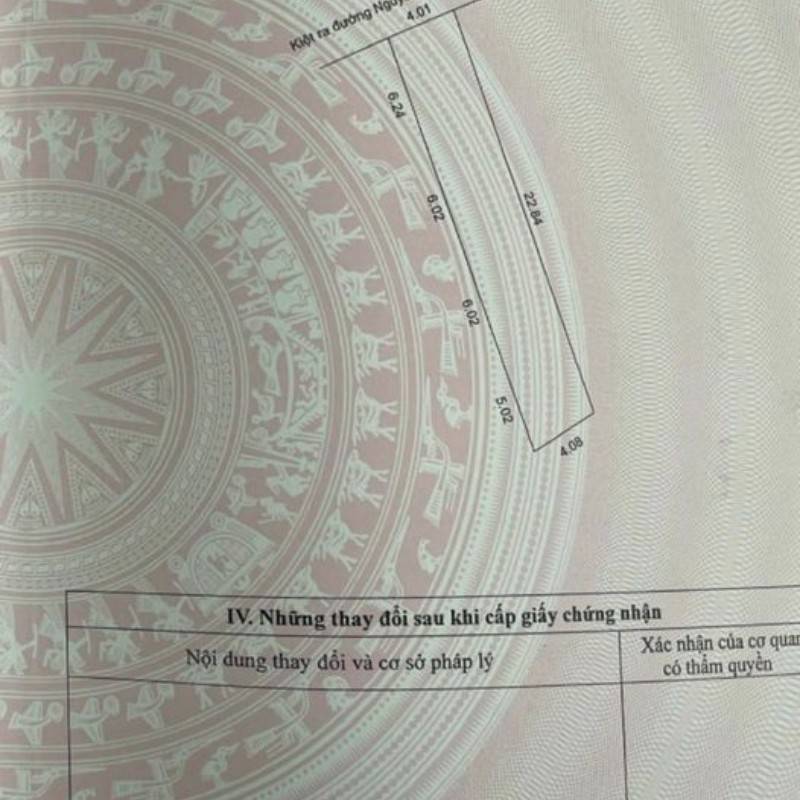 Kiệt ra đường
4.01
6.24
6.02
22.84
6.02
5.02
4.08
IV. Những thay đổi sau khi cấp giấy chứng nhận
Nội dung thay đổi và cơ sở pháp lý
Xác nhận của cơ quan
có thẩm quyền